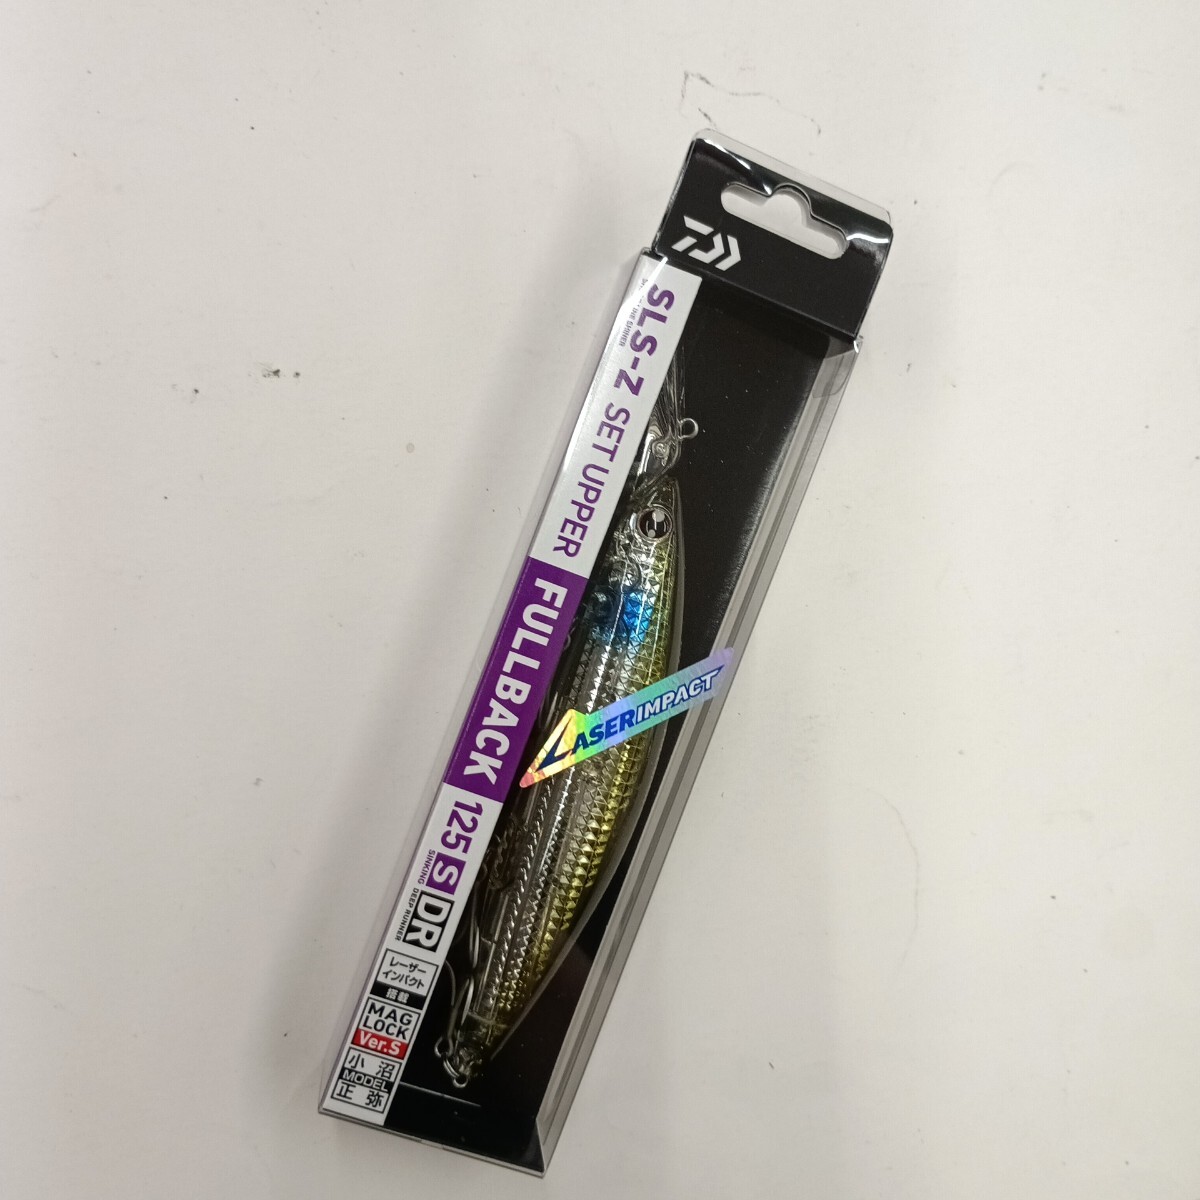 SLS-Z SET UPPER
FULLBACK 125 S DR
SINKING DEEP RUNNER
レーザー
インパクト
搭載
MAG
LOCK
Ver.S
小沼
MODEL
正弥
LASER IMPACT